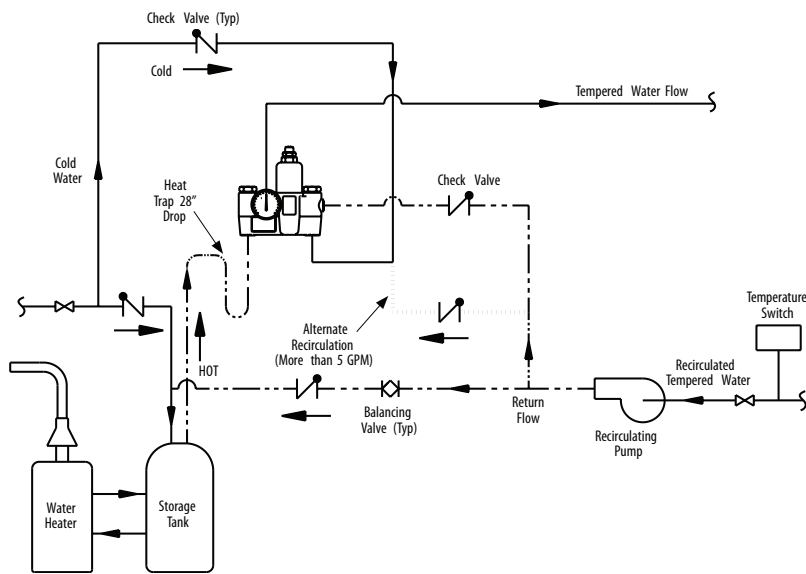 Check Valve (Typ)
Cold
Tempered Water Flow
Cold
Water
Heat
Trap 28"
Drop
Check Valve
Temperature
Switch
Alternate
Recirculation
(More than 5 GPM)
HOT
Recirculated
Tempered Water
Balancing
Valve (Typ)
Return
Flow
Recirculating
Pump
Water
Heater
Storage
Tank